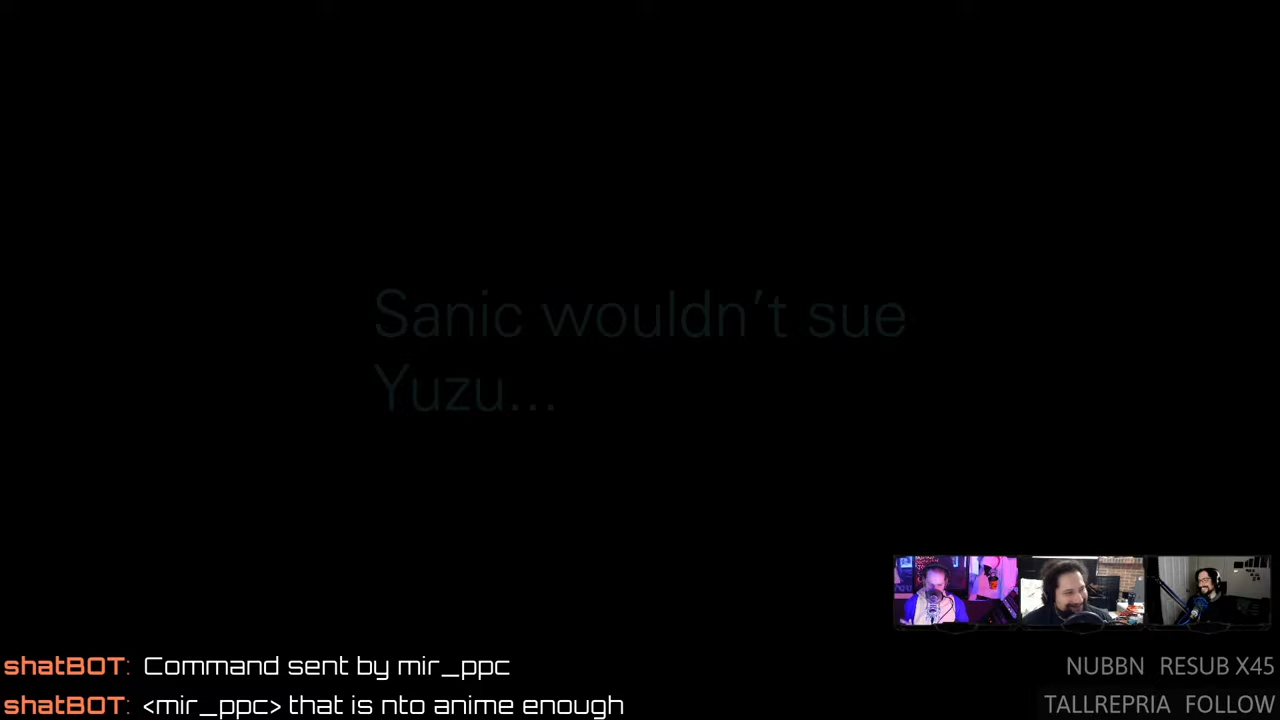 Sanic wouldn't sue
Yuzu...
shatBOT: Command sent by mir_ppc
NUBBN RESUB X45
shatBOT: <mir_ppc> that is nto anime enough
TALLREPRIA FOLLOW